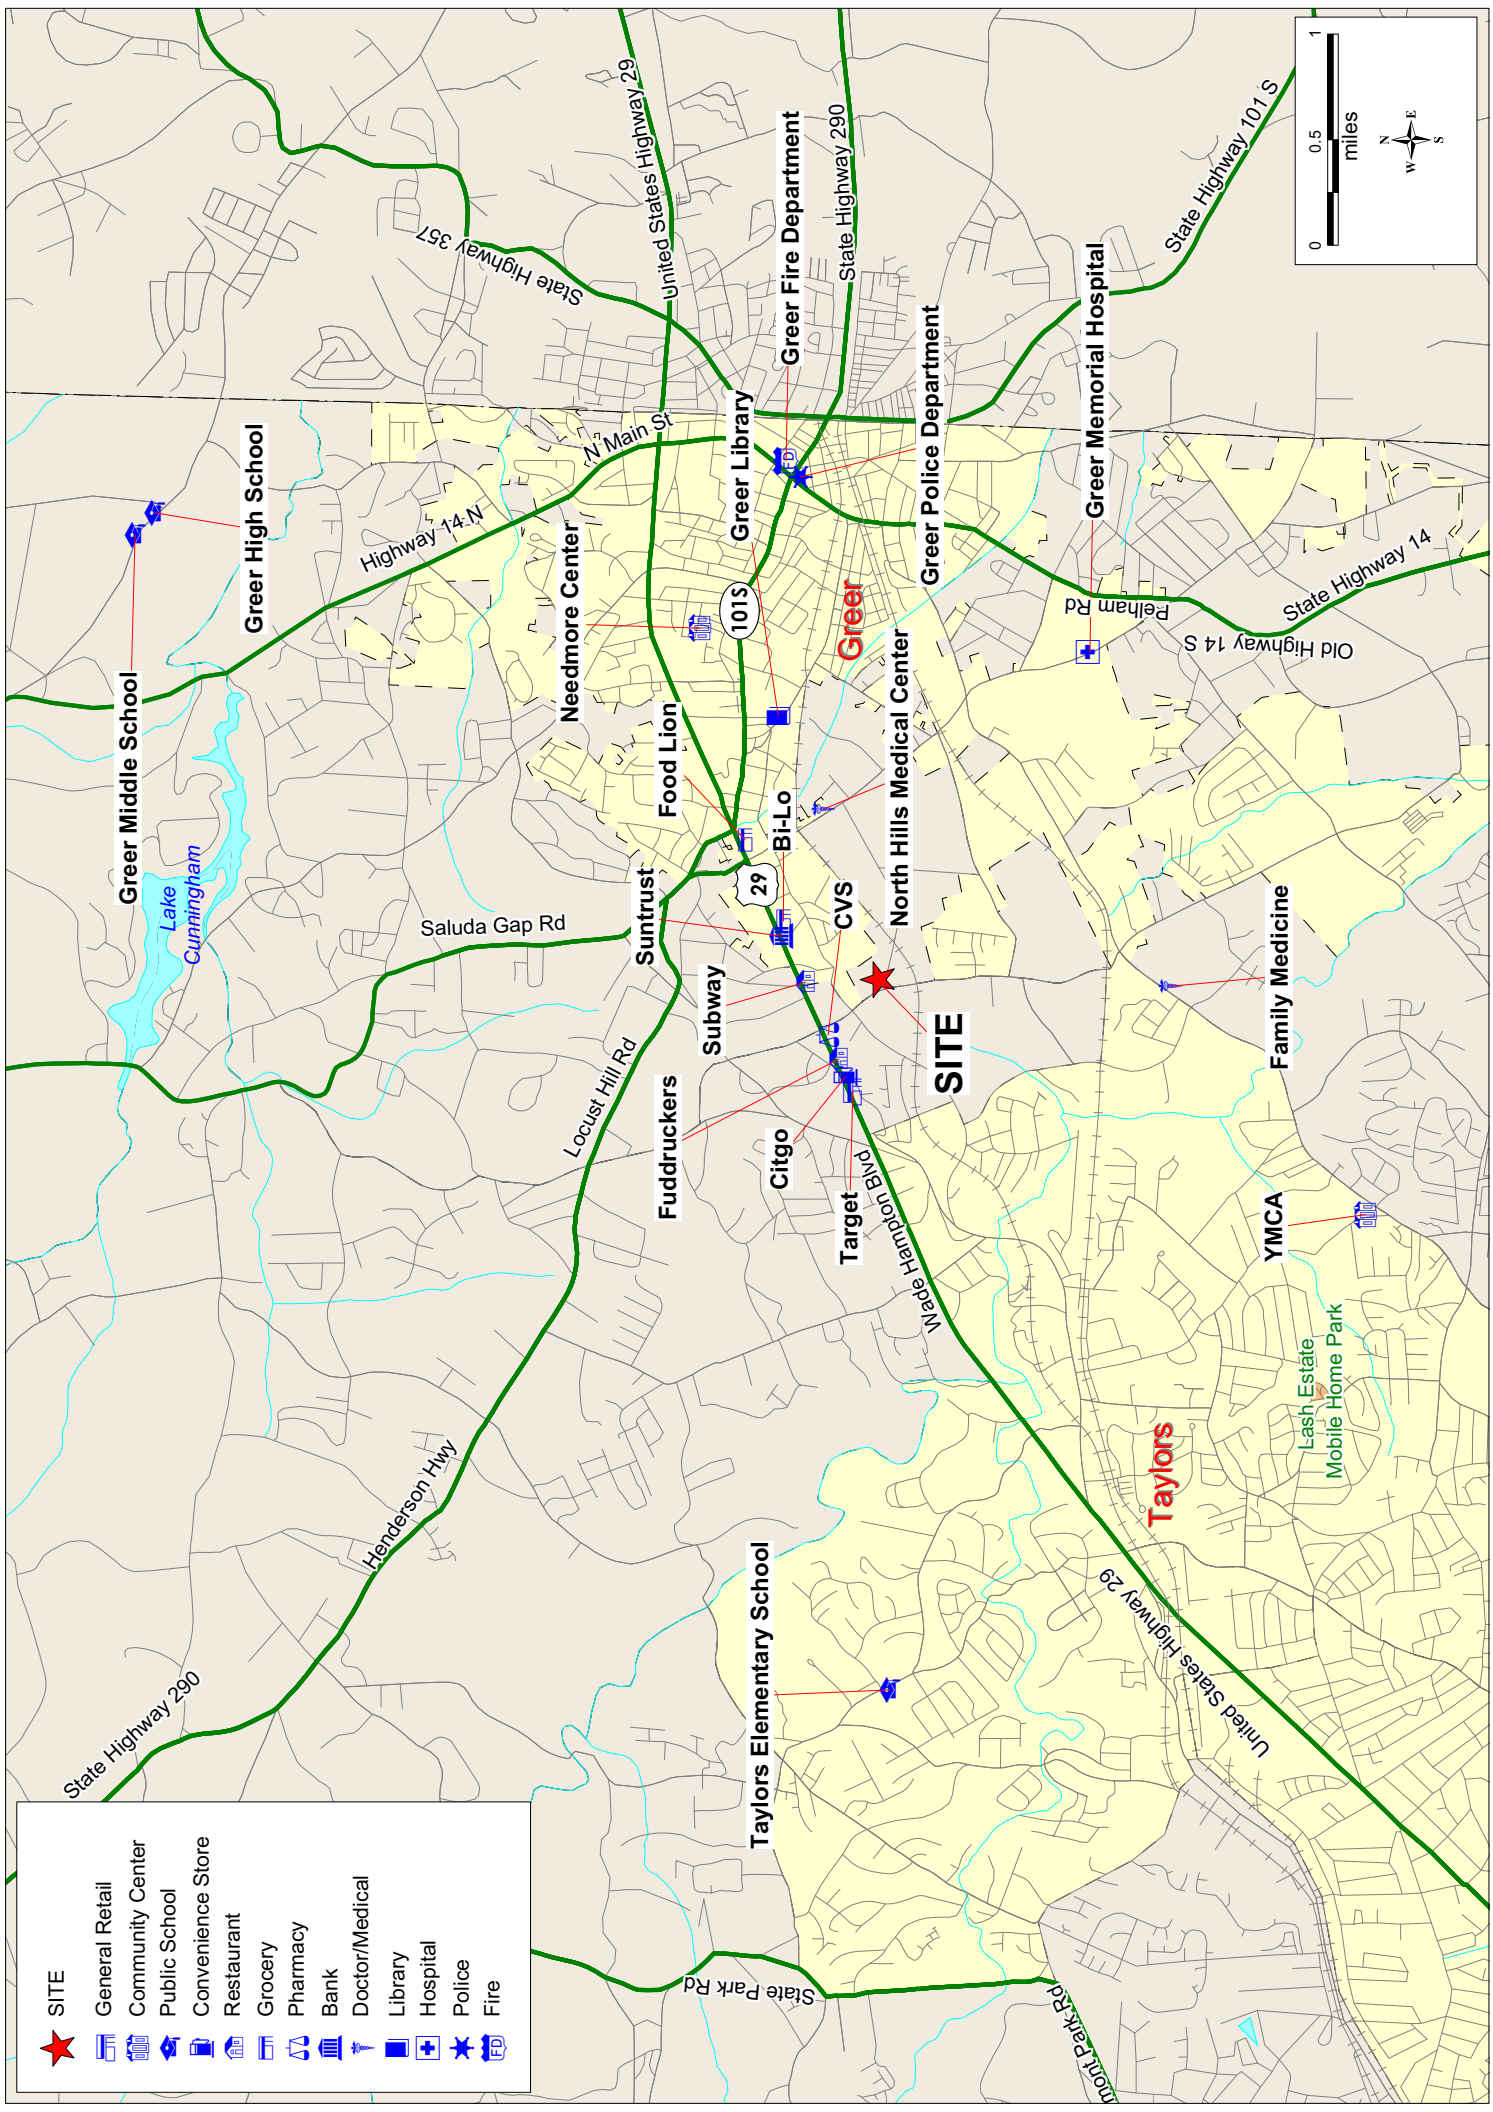 SITE
General Retail
Community Center
Public School
Convenience Store
Restaurant
Grocery
Pharmacy
Bank
Doctor/Medical
Library
Hospital
Police
Fire
FD
State Highway 290
Henderson Hwy
Locust Hill Rd
Saluda Gap Rd
Lake
Cunningham
Greer Middle School
Greer High School
Highway 14 N
N Main St
State Highway 357
United States Highway 29
State Highway 290
Needmore Center
Food Lion
Suntrust
Subway
Fuddruckers
Citgo
Target
CVS
Bi-Lo
29
101S
Greer Library
Greer Fire Department
FD
Greer Police Department
Greer
North Hills Medical Center
SITE
Wade Hampton Blvd
Greer Memorial Hospital
Pelham Rd
Old Highway 14 S
State Highway 14
State Highway 101 S
Family Medicine
YMCA
Lash Estate
Mobile Home Park
Taylors
Taylors Elementary School
United States Highway 29
State Park Rd
mont Park Rd
0
0.5
1
miles
N
W
E
S